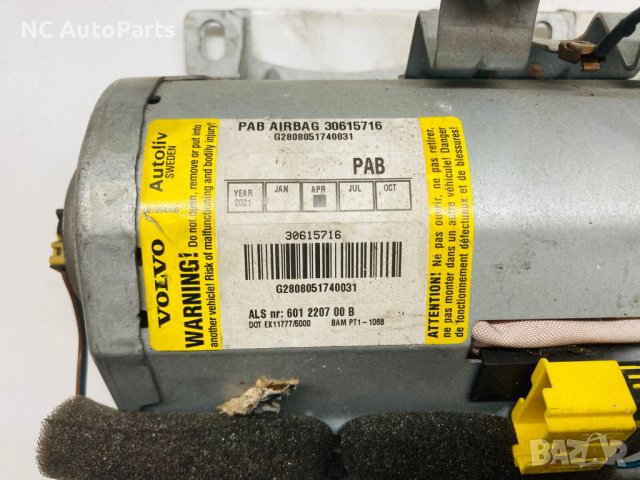 NC AutoParts
PAB AIRBAG 30615716
G2808051740031
PAB
YEAR 2021 JAN APR JUL OCT
30615716
G2808051740031
ALS nr: 601 2207 00 B
DOT EX11777/5000 BAM PT1-1068
Autoliv
SWEDEN
VOLVO
WARNING! Do not open, remove or put into
another vehicle! Risk of malfunctioning and bodily injury!
ATTENTION! Ne pas ouvrir, ne pas retirer,
ne pas monter dans un autre véhicule! Danger
de fonctionnement défectueux et de blessures!
BAZAR